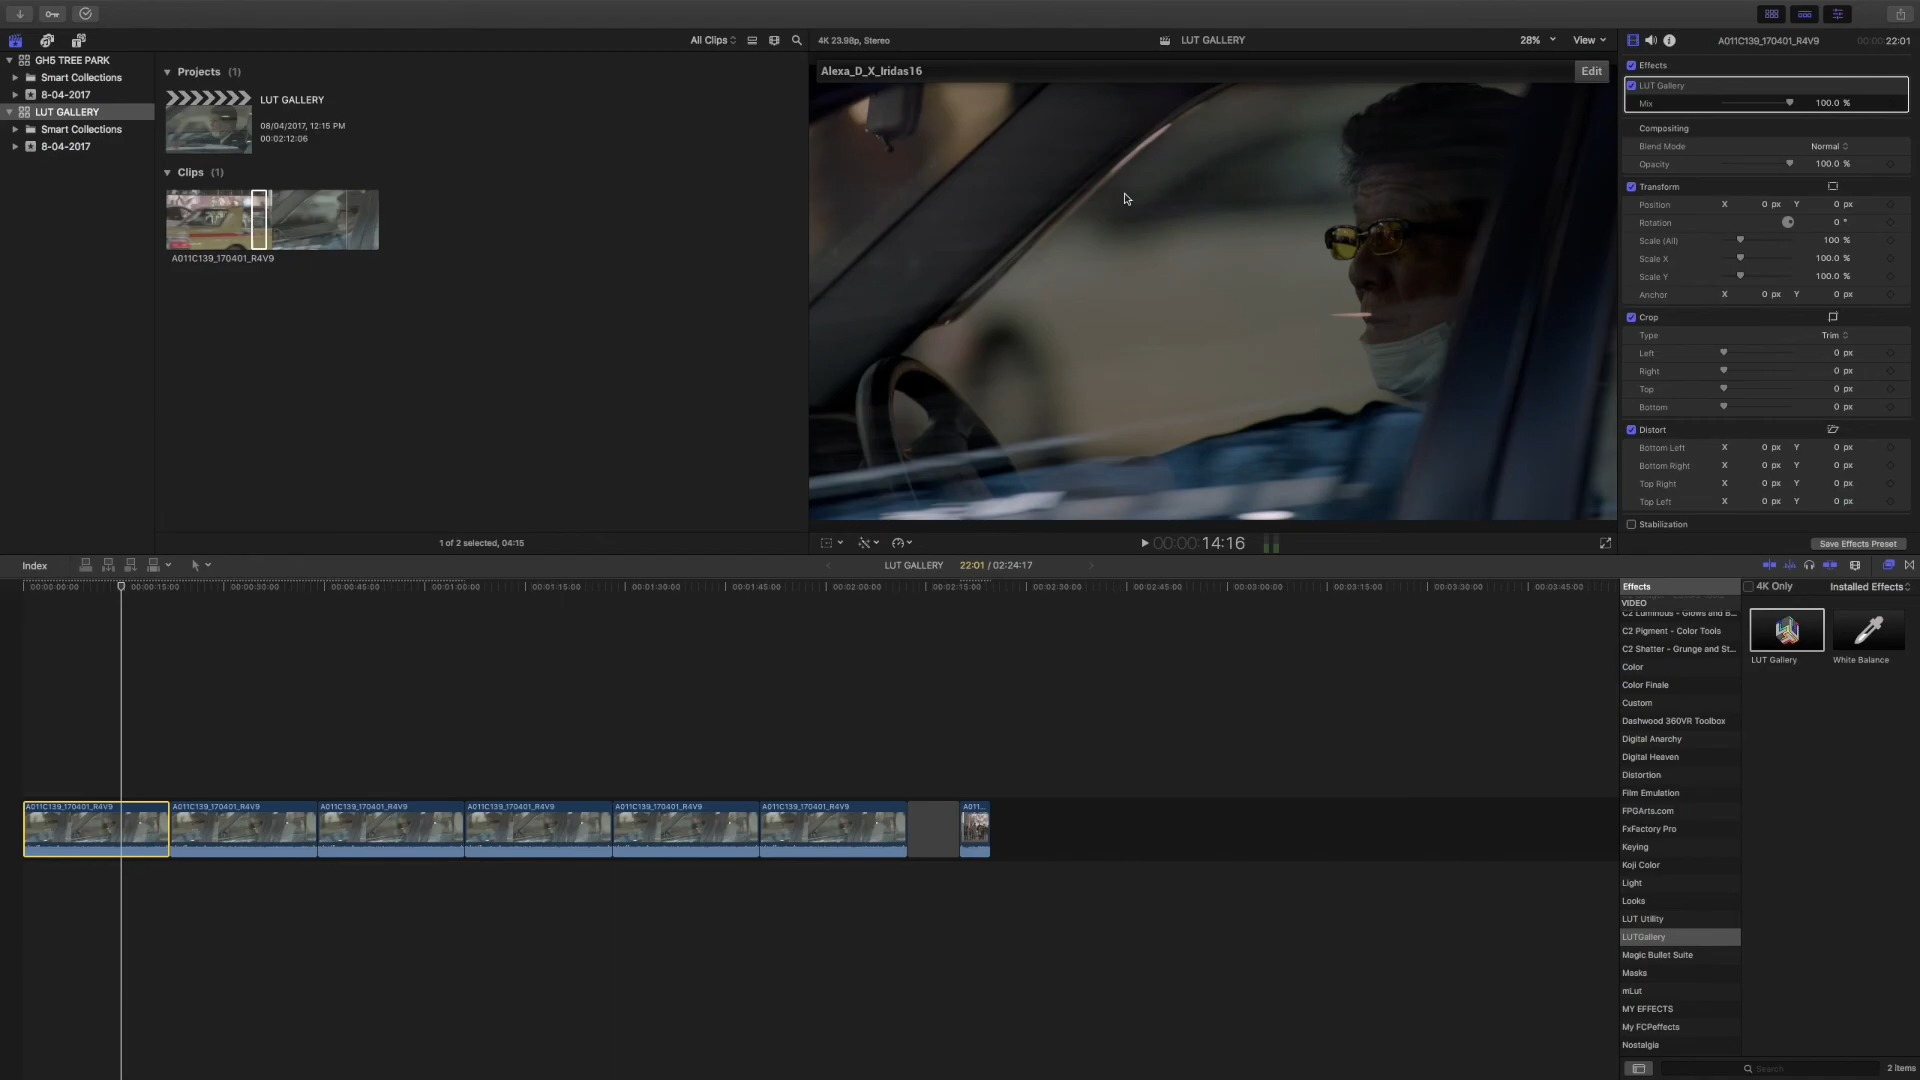 All Clips
4K 23.98p, Stereo
LUT GALLERY
28%
View
A011C139_170401_R4V9
00:00:22:01
GH5 TREE PARK
Smart Collections
8-04-2017
LUT GALLERY
Smart Collections
8-04-2017
Projects (1)
LUT GALLERY
08/04/2017, 12:15 PM
00:02:12:06
Clips (1)
A011C139_170401_R4V9
1 of 2 selected, 04:15
Alexa_D_X_Iridas16
Edit
00:00:14:16
Effects
LUT Gallery
Mix 100.0 %
Compositing
Blend Mode Normal
Opacity 100.0 %
Transform
Position X 0 px Y 0 px
Rotation 0 °
Scale (All) 100 %
Scale X 100.0 %
Scale Y 100.0 %
Anchor X 0 px Y 0 px
Crop
Type Trim
Left 0 px
Right 0 px
Top 0 px
Bottom 0 px
Distort
Bottom Left X 0 px Y 0 px
Bottom Right X 0 px Y 0 px
Top Right X 0 px Y 0 px
Top Left X 0 px Y 0 px
Stabilization
Save Effects Preset
Index
LUT GALLERY
22:01 / 02:24:17
00:00:00:00
00:00:15:00
00:00:30:00
00:00:45:00
00:01:00:00
00:01:15:00
00:01:30:00
00:01:45:00
00:02:00:00
00:02:15:00
00:02:30:00
00:02:45:00
00:03:00:00
00:03:15:00
00:03:30:00
00:03:45:00
A011C139_170401_R4V9
A011C139_170401_R4V9
A011C139_170401_R4V9
A011C139_170401_R4V9
A011C139_170401_R4V9
A011C139_170401_R4V9
A011...
Effects
4K Only
Installed Effects
VIDEO
C2 Luminous - Glows and B...
C2 Pigment - Color Tools
C2 Shatter - Grunge and St...
Color
Color Finale
Custom
Dashwood 360VR Toolbox
Digital Anarchy
Digital Heaven
Distortion
Film Emulation
FPGArts.com
FxFactory Pro
Keying
Koji Color
Light
Looks
LUT Utility
LUTGallery
Magic Bullet Suite
Masks
mLut
MY EFFECTS
My FCPeffects
Nostalgia
LUT Gallery
White Balance
Search
2 items